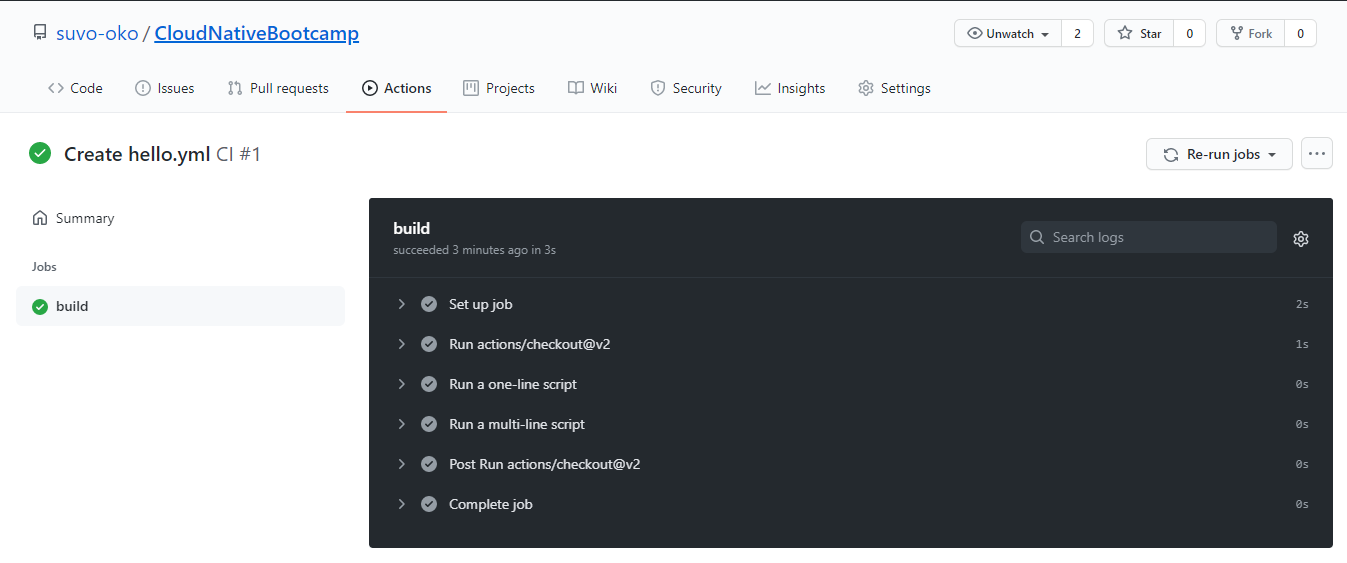 suvo-oko / CloudNativeBootcamp Unwatch 2 Star 0 Fork 0
Code Issues Pull requests Actions Projects Wiki Security Insights Settings
Create hello.yml CI #1 Re-run jobs ...
Summary
Jobs
build
build
succeeded 3 minutes ago in 3s
Search logs
Set up job 2s
Run actions/checkout@v2 1s
Run a one-line script 0s
Run a multi-line script 0s
Post Run actions/checkout@v2 0s
Complete job 0s